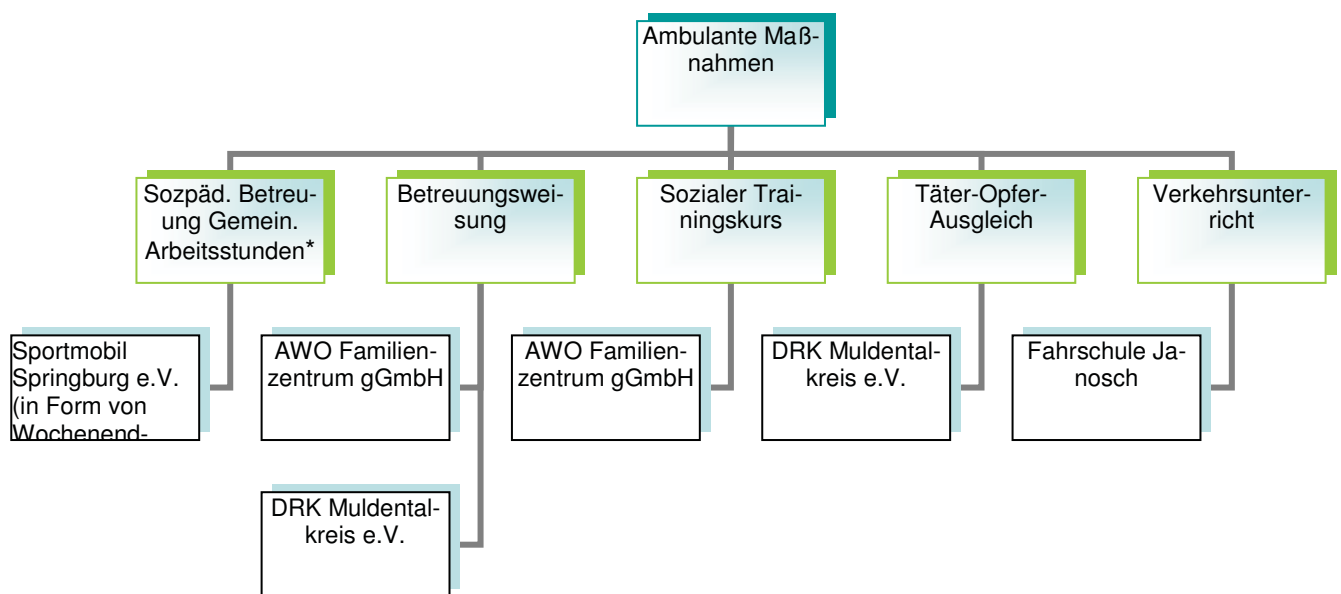 Ambulante Maß-
nahmen
Sozpäd. Betreu-
ung Gemein.
Arbeitsstunden*
Betreuungswei-
sung
Sozialer Trai-
ningskurs
Täter-Opfer-
Ausgleich
Verkehrsunter-
richt
Sportmobil
Springburg e.V.
(in Form von
Wochenend-
AWO Familien-
zentrum gGmbH
AWO Familien-
zentrum gGmbH
DRK Muldental-
kreis e.V.
Fahrschule Ja-
nosch
DRK Muldental-
kreis e.V.